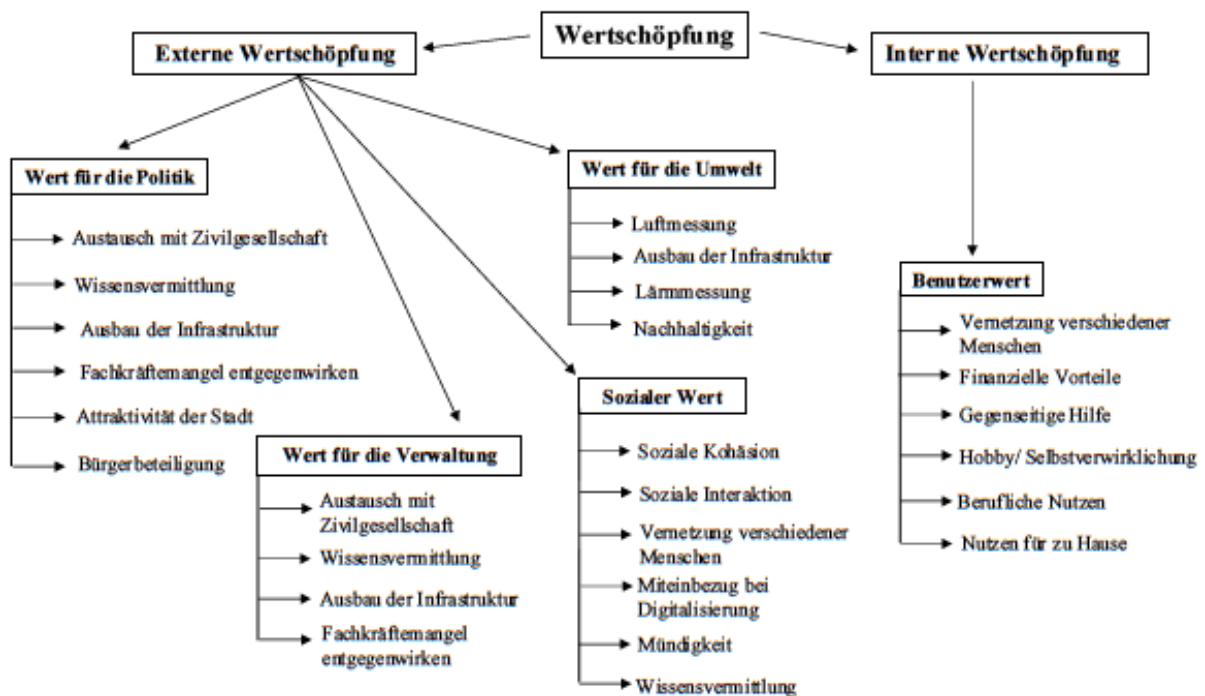 Wertschöpfung
Externe Wertschöpfung
Interne Wertschöpfung
Wert für die Politik
Austausch mit Zivilgesellschaft
Wissensvermittlung
Ausbau der Infrastruktur
Fachkräftemangel entgegenwirken
Attraktivität der Stadt
Bürgerbeteiligung
Wert für die Verwaltung
Austausch mit
Zivilgesellschaft
Wissensvermittlung
Ausbau der Infrastruktur
Fachkräftemangel
entgegenwirken
Wert für die Umwelt
Luftmessung
Ausbau der Infrastruktur
Lärmmessung
Nachhaltigkeit
Sozialer Wert
Soziale Kohäsion
Soziale Interaktion
Vernetzung verschiedener
Menschen
Miteinbezug bei
Digitalisierung
Mündigkeit
Wissensvermittlung
Benutzerwert
Vernetzung verschiedener
Menschen
Finanzielle Vorteile
Gegenseitige Hilfe
Hobby/ Selbstverwirklichung
Berufliche Nutzen
Nutzen für zu Hause